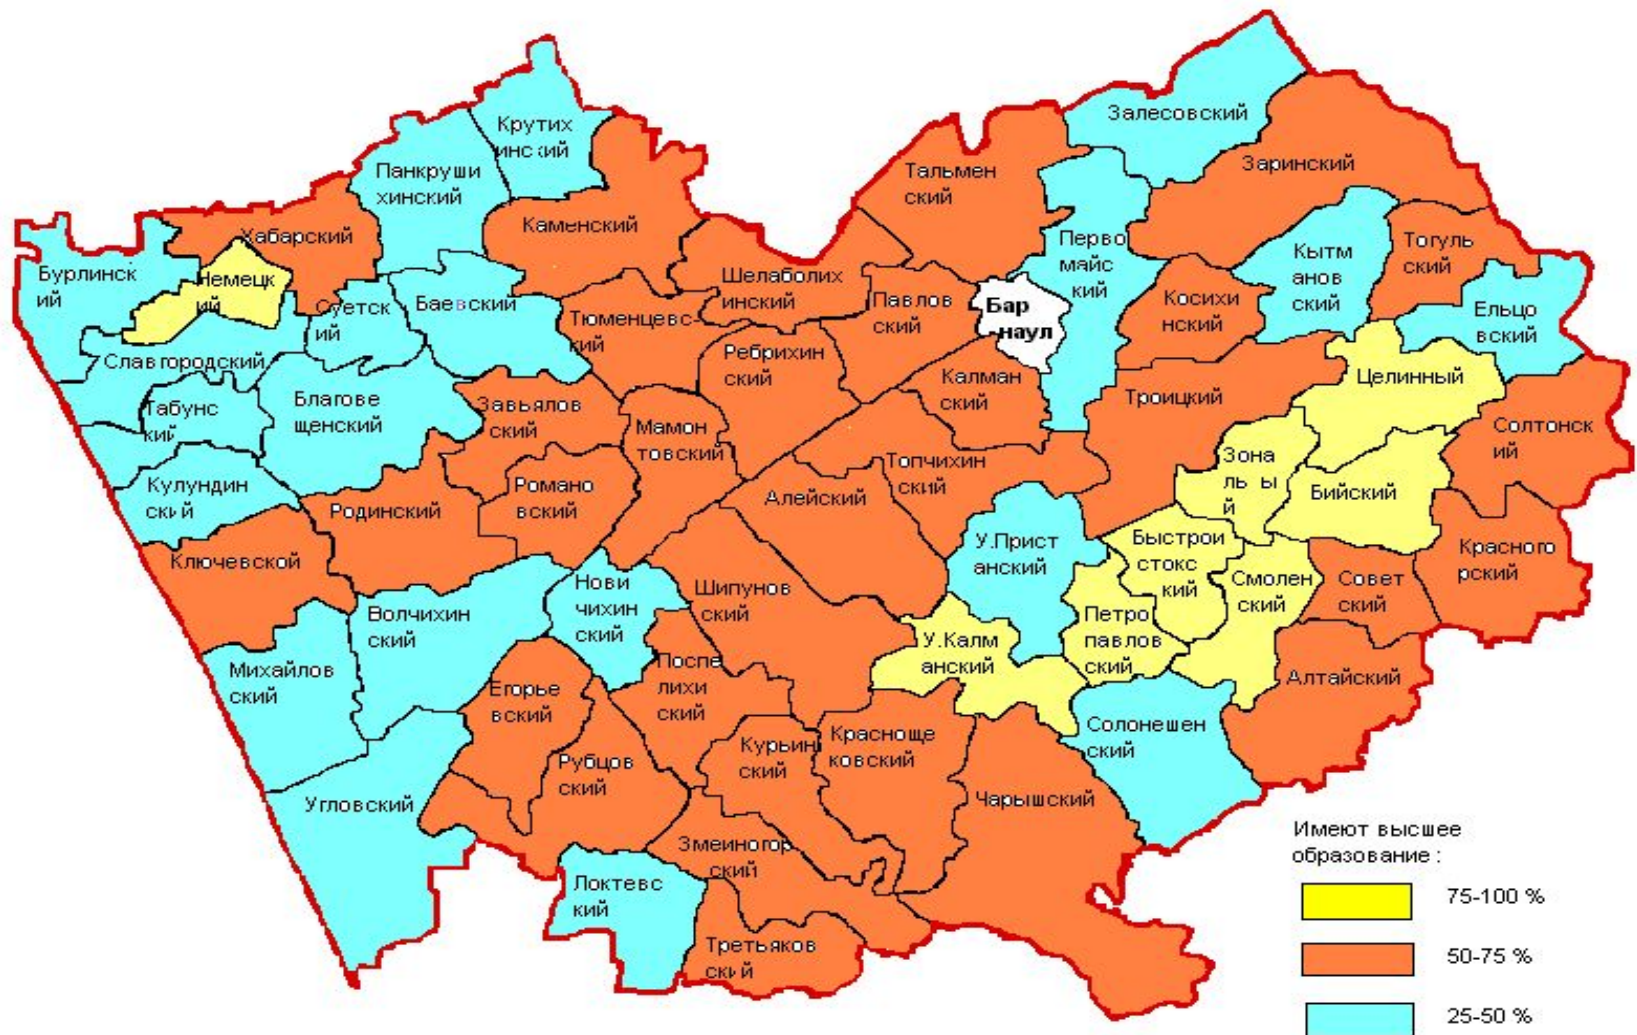 Залесовский
Крутих
инский
Заринский
Тальмен
ский
Панкруши
хинский
Каменский
Хабарский
Перво
майс
кий
Кытм
анов
ский
Тогуль
ский
Бурлинск
ий
Немецк
ий
Шелаболих
инский
Павлов
ский
Косихи
нский
Суетск
ий
Баевский
Бар
наул
Ельцо
вский
Тюменцевс-
кий
Славгородский
Ребрихин
ский
Калман
ский
Целинный
Табунс
кий
Благове
щенский
Завьялов
ский
Троицкий
Мамон
товский
Солтонск
ий
Топчихин
ский
Зона
ль ы
й
Кулундин
ский
Романо
вский
Алейский
Бийский
Родинский
У.Прист
анский
Быстрои
стокс
кий
Красного
рский
Ключевской
Нови
чихин
ский
Шипунов
ский
Смолен
ский
Совет
ский
Волчихин
ский
Петро
павлов
ский
У.Калм
анский
Михайлов
ский
Поспе
лихи
ский
Алтайский
Егорье
вский
Солонешен
ский
Курьин
ский
Краснoще
ковский
Рубцов
ский
Угловский
Чарышский
Змеиногор
ский
Локтевс
кий
Третьяков
ский
Имеют высшее
образование :
75-100 %
50-75 %
25-50 %